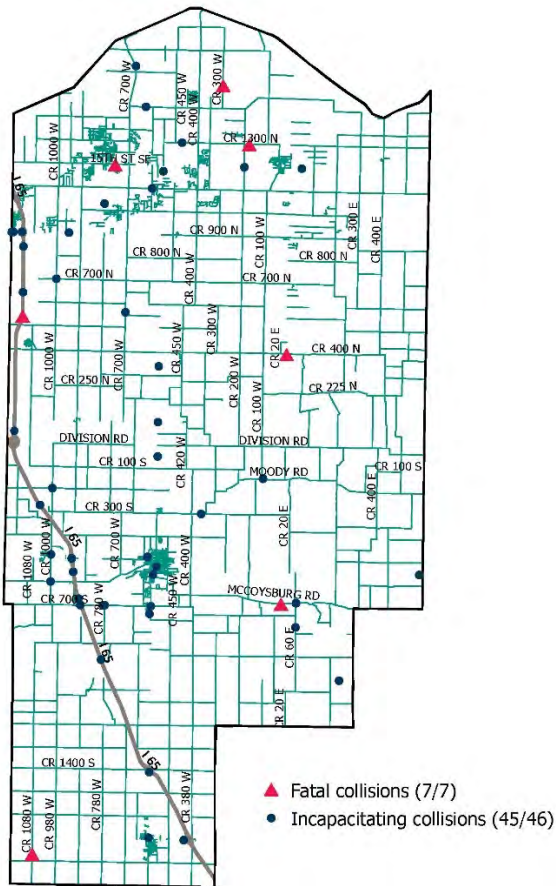 CR 700 W
CR 450 W
CR 400 W
CR 300 W
CR 1000 W
CR 1300 N
15TH ST SE
I 65
CR 300 E
CR 400 E
CR 900 N
CR 100 W
CR 800 N
CR 800 N
CR 700 N
CR 400 W
CR 700 N
CR 300 W
CR 450 W
CR 20 E
CR 1000 W
CR 700 W
CR 400 N
CR 250 N
CR 200 W
CR 100 W
CR 225 N
DIVISION RD
DIVISION RD
CR 420 W
CR 100 S
MOODY RD
CR 100 S
CR 400 E
CR 300 S
CR 20 E
I 65
CR 1080 W
CR 1000 W
CR 700 W
CR 400 W
CR 700 S
CR 780 W
CR 450 W
MCCOYSBURG RD
CR 60 E
I 65
CR 20 E
I 65
CR 1400 S
CR 1080 W
CR 980 W
CR 780 W
CR 380 W
Fatal collisions (7/7)
Incapacitating collisions (45/46)